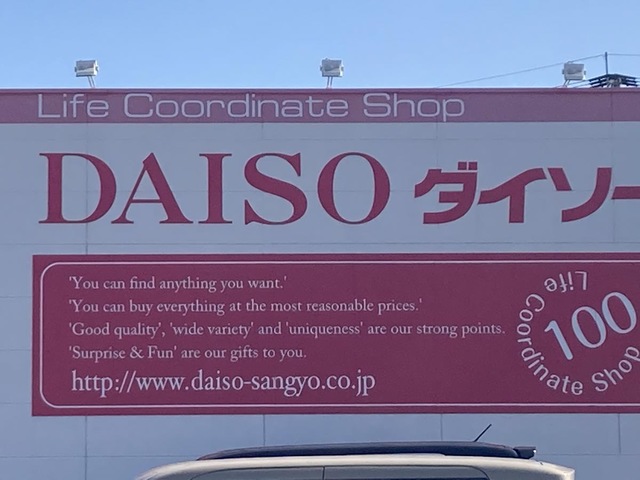 Life Coordinate Shop
DAISO ダイソー
'You can find anything you want.'
'You can buy everything at the most reasonable prices.'
'Good quality', 'wide variety' and 'uniqueness' are our strong points.
'Surprise & Fun' are our gifts to you.
http://www.daiso-sangyo.co.jp
Life Coordinate Shop
100